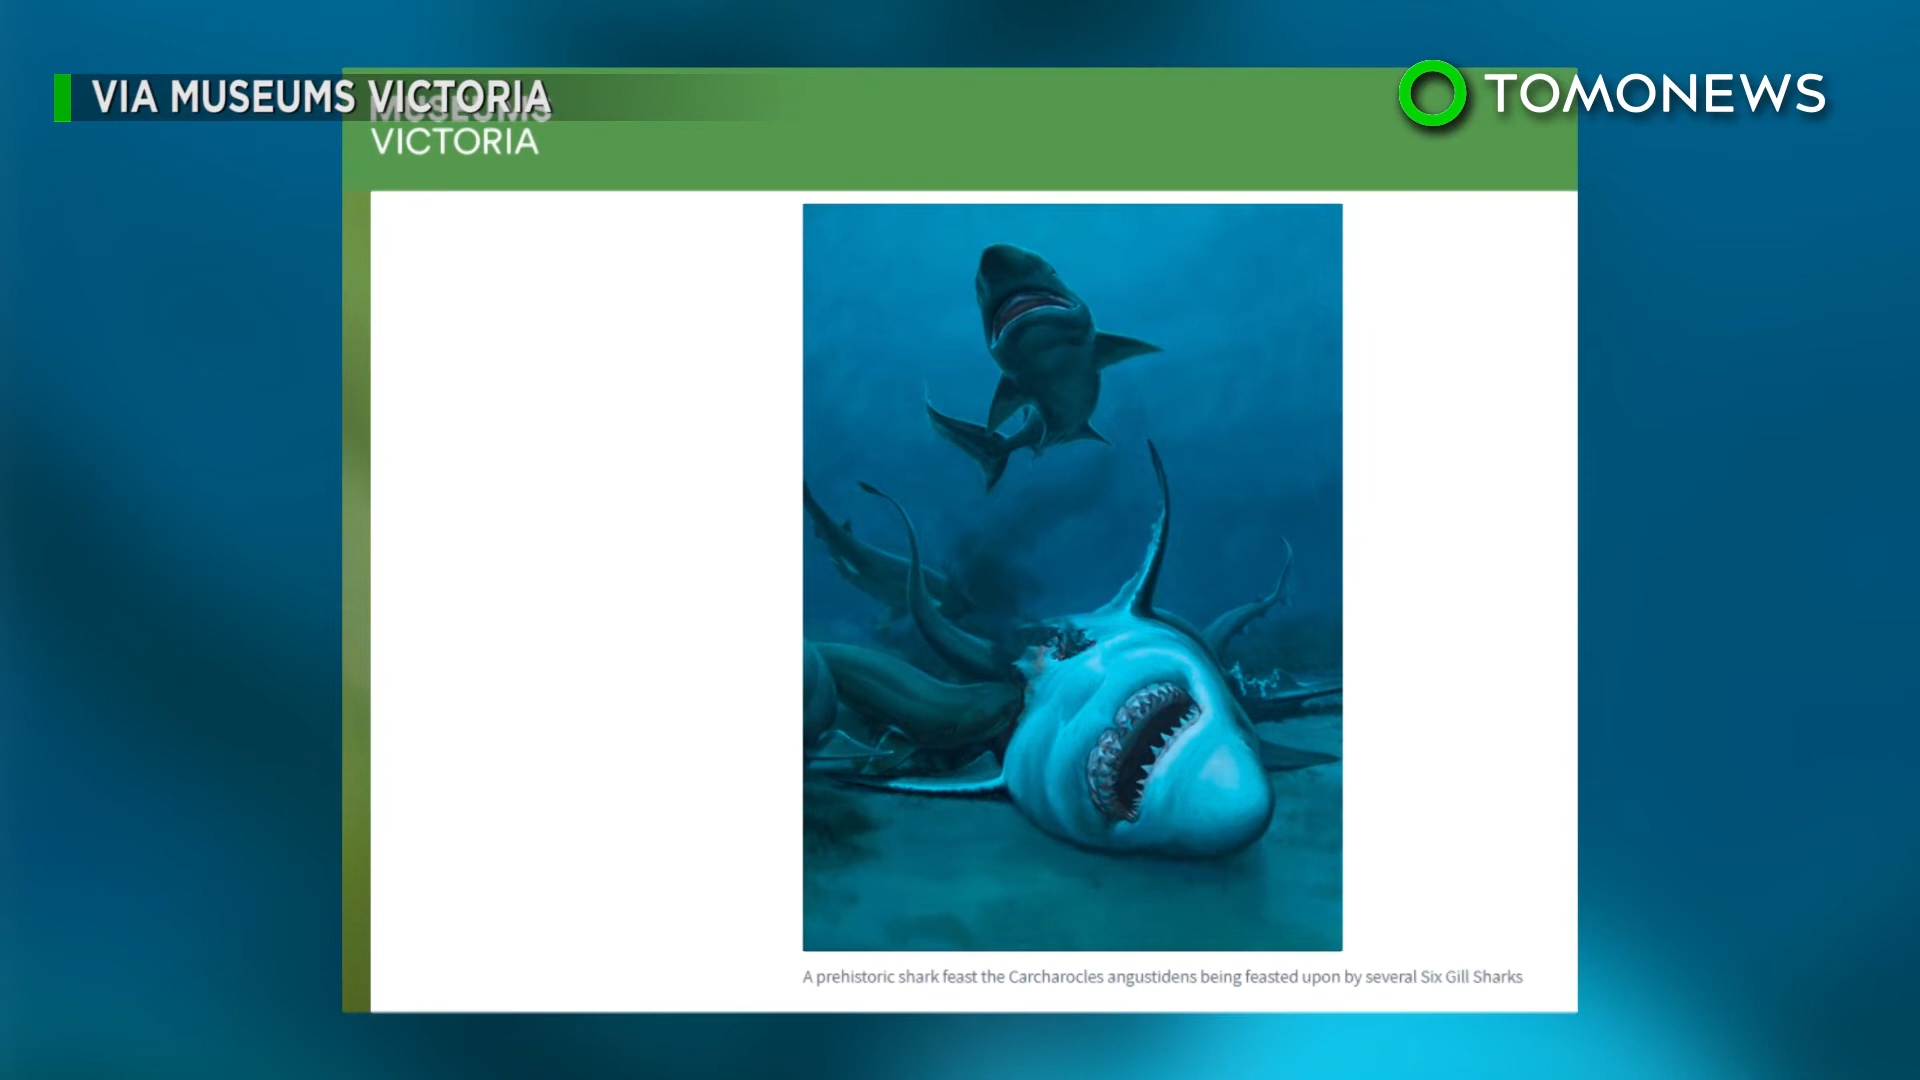 VIA MUSEUMS VICTORIA
TOMONEWS
MUSEUMS
VICTORIA
A prehistoric shark feast the Carcharocles angustidens being feasted upon by several Six Gill Sharks